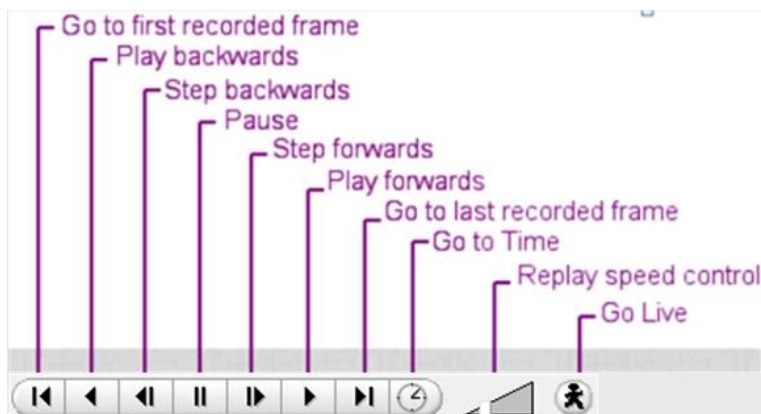 Go to first recorded frame
Play backwards
Step backwards
Pause
Step forwards
Play forwards
Go to last recorded frame
Go to Time
Replay speed control
Go Live